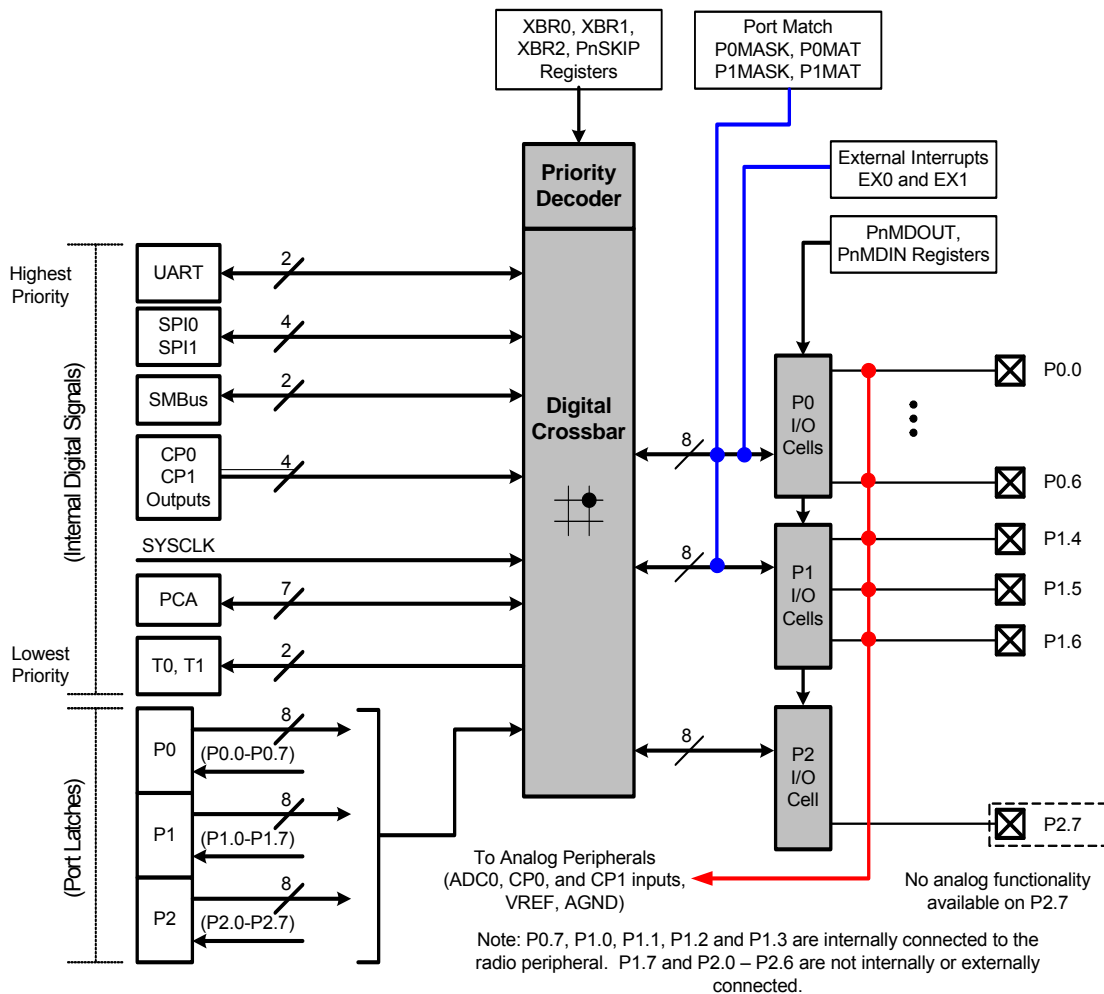 XBR0, XBR1,
XBR2, PnSKIP
Registers
Port Match
P0MASK, P0MAT
P1MASK, P1MAT
External Interrupts
EX0 and EX1
Priority
Decoder
PnMDOUT,
PnMDIN Registers
Highest
Priority
UART
2
SPI0
SPI1
4
SMBus
2
CP0
CP1
Outputs
4
Digital
Crossbar
SYSCLK
PCA
7
Lowest
Priority
T0, T1
2
(Internal Digital Signals)
8
P0
I/O
Cells
P0.0
P0.6
8
P1
I/O
Cells
P1.4
P1.5
P1.6
8
P2
I/O
Cell
P2.7
(Port Latches)
P0
8
(P0.0-P0.7)
P1
8
(P1.0-P1.7)
P2
8
(P2.0-P2.7)
To Analog Peripherals
(ADC0, CP0, and CP1 inputs,
VREF, AGND)
No analog functionality
available on P2.7
Note: P0.7, P1.0, P1.1, P1.2 and P1.3 are internally connected to the
radio peripheral.  P1.7 and P2.0 – P2.6 are not internally or externally
connected.